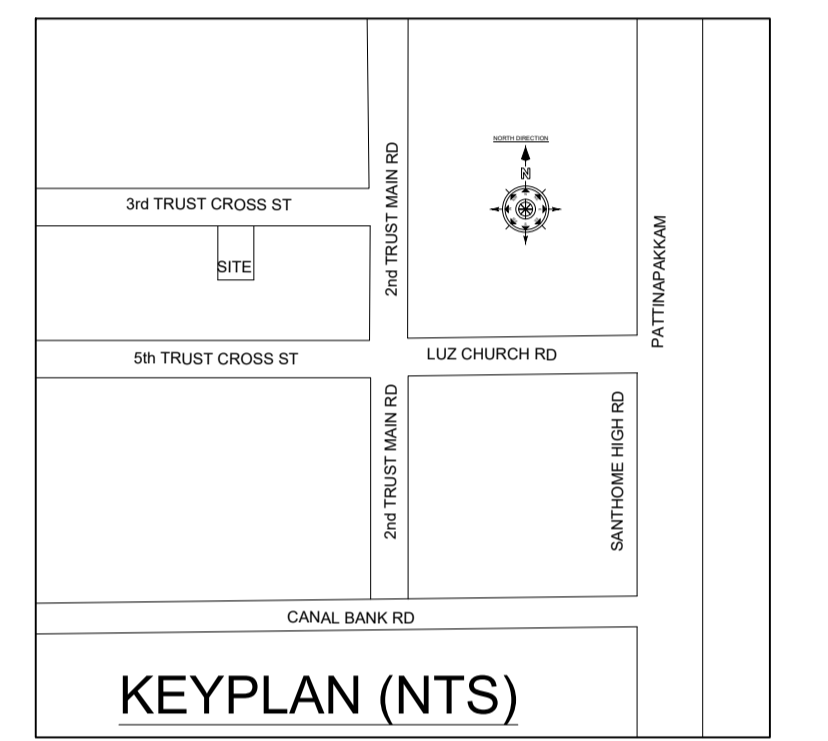 NORTH DIRECTION
N
3rd TRUST CROSS ST
2nd TRUST MAIN RD
SITE
PATTINAPAKKAM
5th TRUST CROSS ST
LUZ CHURCH RD
2nd TRUST MAIN RD
SANTHOME HIGH RD
CANAL BANK RD
KEYPLAN (NTS)